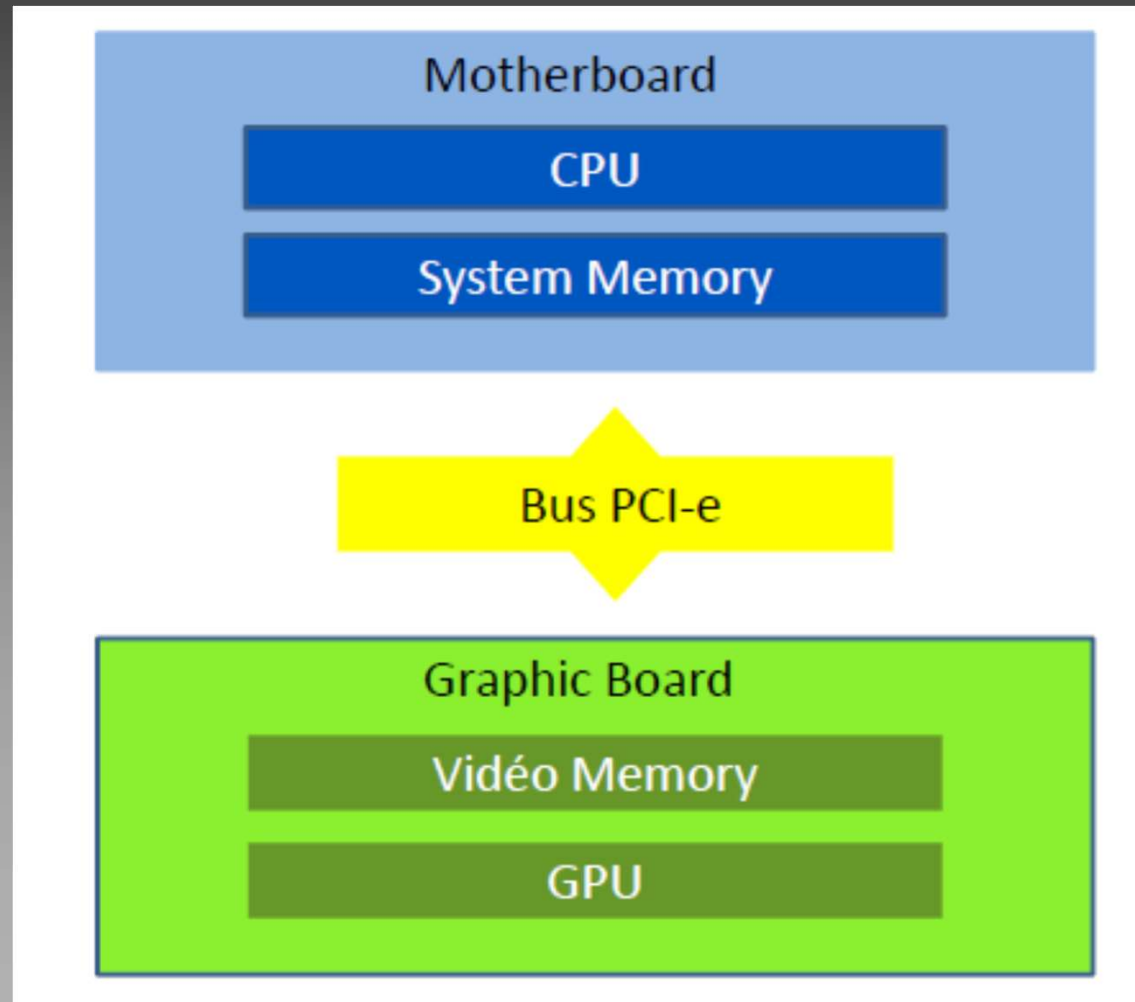 Motherboard
CPU
System Memory
Bus PCI-e
Graphic Board
Vidéo Memory
GPU